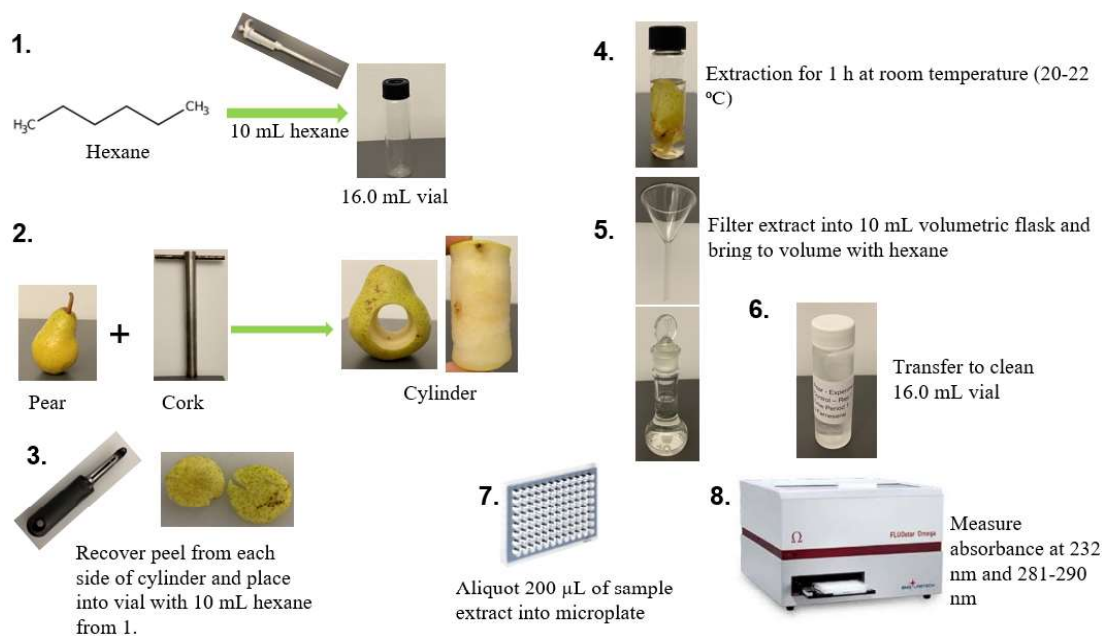 1.
H₃C
CH₃
Hexane
10 mL hexane
16.0 mL vial
2.
Pear
+
Cork
Cylinder
3.
Recover peel from each
side of cylinder and place
into vial with 10 mL hexane
from 1.
4.
Extraction for 1 h at room temperature (20-22
ºC)
5.
Filter extract into 10 mL volumetric flask and
bring to volume with hexane
6.
Transfer to clean
16.0 mL vial
7.
Aliquot 200 µL of sample
extract into microplate
8.
Ω
FLUOstar Omega
Measure
absorbance at 232
nm and 281-290
nm